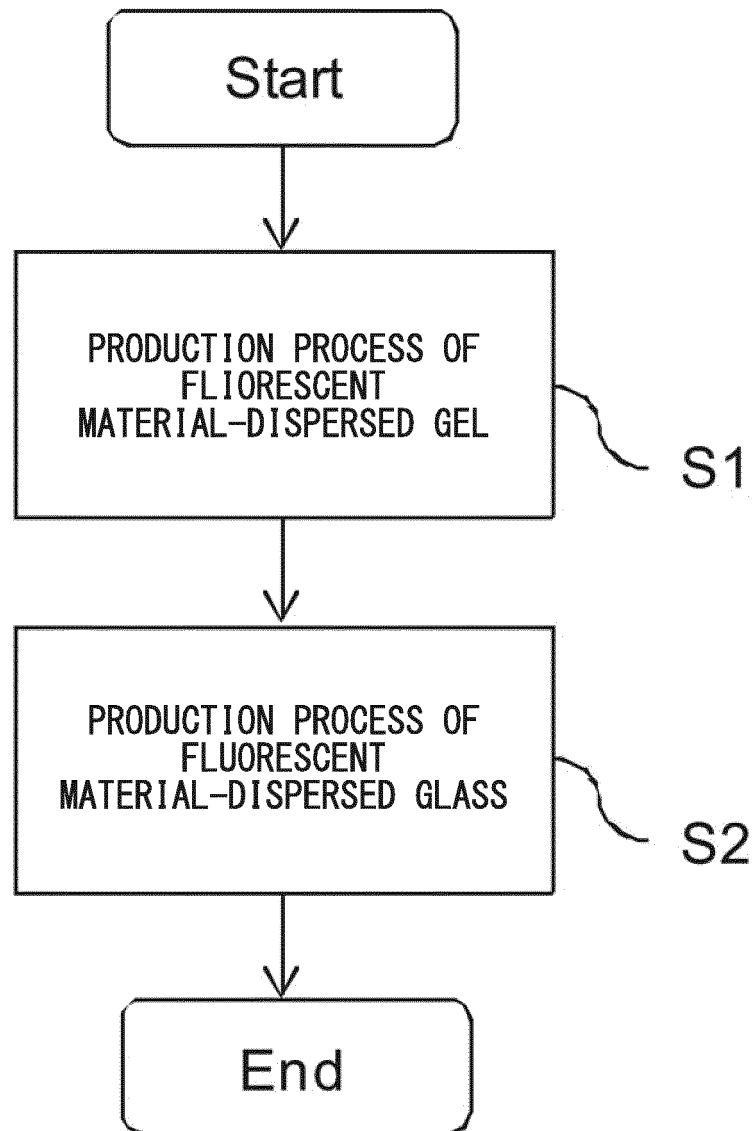 Start
PRODUCTION PROCESS OF
FLIORESCENT
MATERIAL-DISPERSED GEL
S1
PRODUCTION PROCESS OF
FLUORESCENT
MATERIAL-DISPERSED GLASS
S2
End